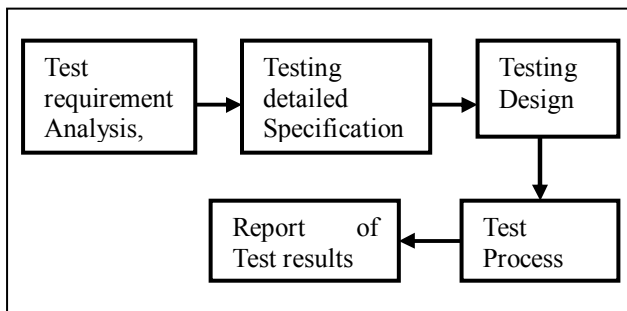 Test
requirement
Analysis,
Testing
detailed
Specification
Testing
Design
Test
Process
Report of
Test results